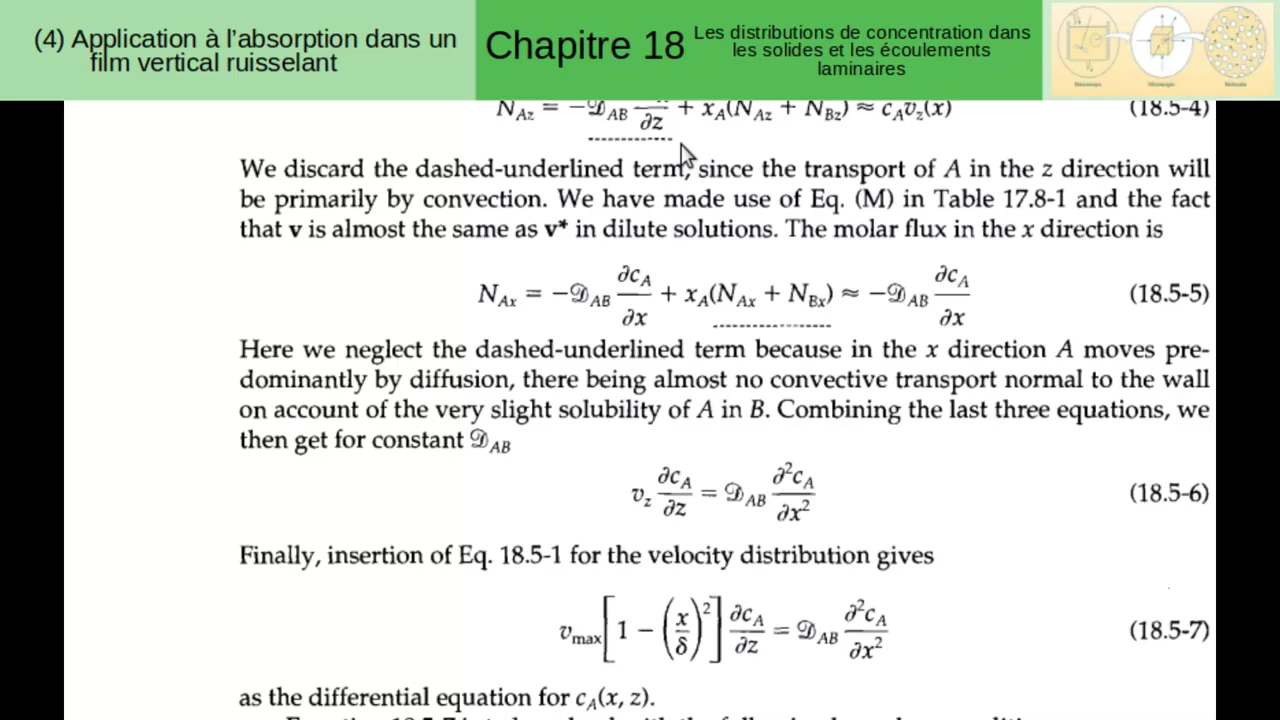 (4) Application à l'absorption dans un
film vertical ruisselant
Chapitre 18
Les distributions de concentration dans
les solides et les écoulements
laminaires
N_Az = −𝒟_AB ∂z + x_A(N_Az + N_Bz) ≈ c_A v_z(x) (18.5-4)
We discard the dashed-underlined term, since the transport of A in the z direction will
be primarily by convection. We have made use of Eq. (M) in Table 17.8-1 and the fact
that v is almost the same as v* in dilute solutions. The molar flux in the x direction is
N_Ax = −𝒟_AB ∂c_A/∂x + x_A(N_Ax + N_Bx) ≈ −𝒟_AB ∂c_A/∂x (18.5-5)
Here we neglect the dashed-underlined term because in the x direction A moves pre-
dominantly by diffusion, there being almost no convective transport normal to the wall
on account of the very slight solubility of A in B. Combining the last three equations, we
then get for constant 𝒟_AB
v_z ∂c_A/∂z = 𝒟_AB ∂²c_A/∂x² (18.5-6)
Finally, insertion of Eq. 18.5-1 for the velocity distribution gives
v_max[1 − (x/δ)²] ∂c_A/∂z = 𝒟_AB ∂²c_A/∂x² (18.5-7)
as the differential equation for c_A(x, z).